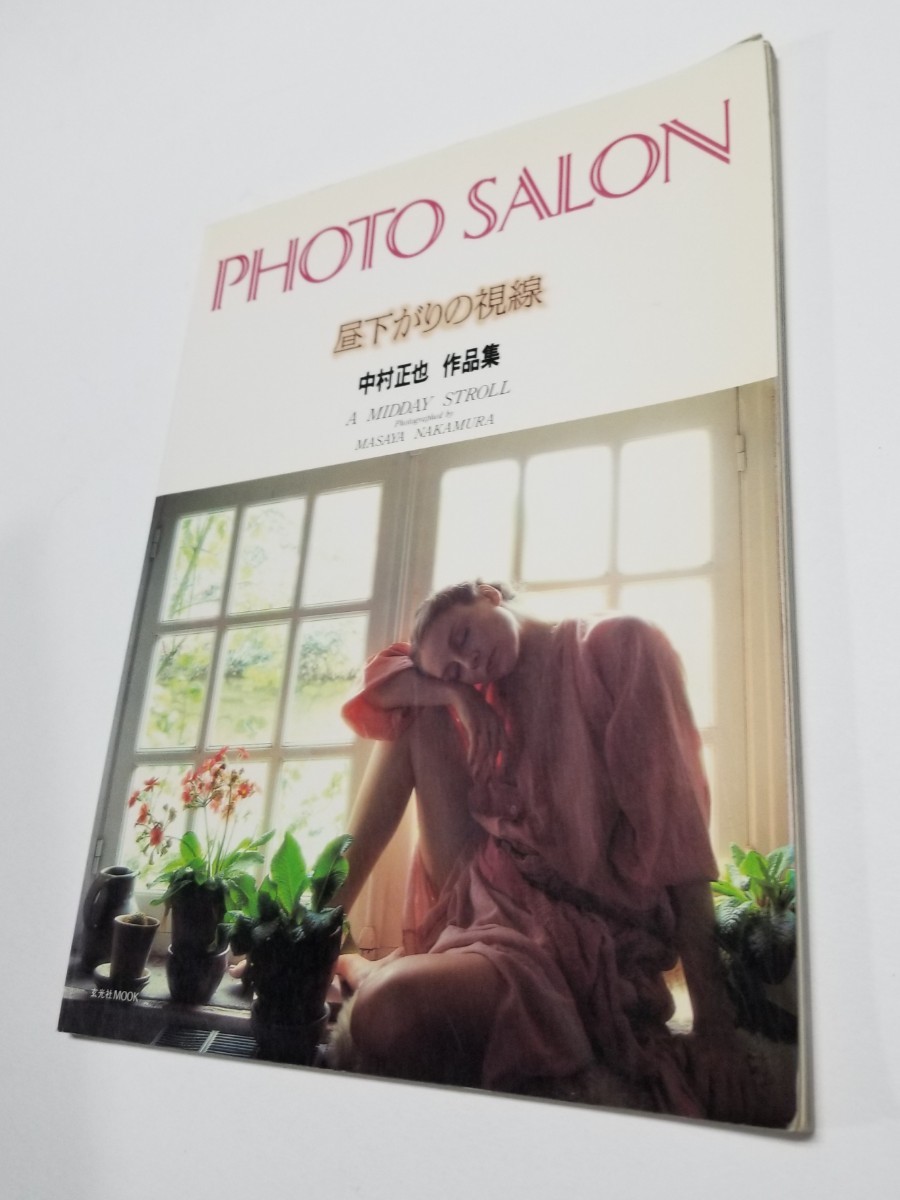 PHOTO SALON
昼下がりの視線
中村正也 作品集
A MIDDAY STROLL
Photographed by
MASAYA NAKAMURA
玄光社MOOK